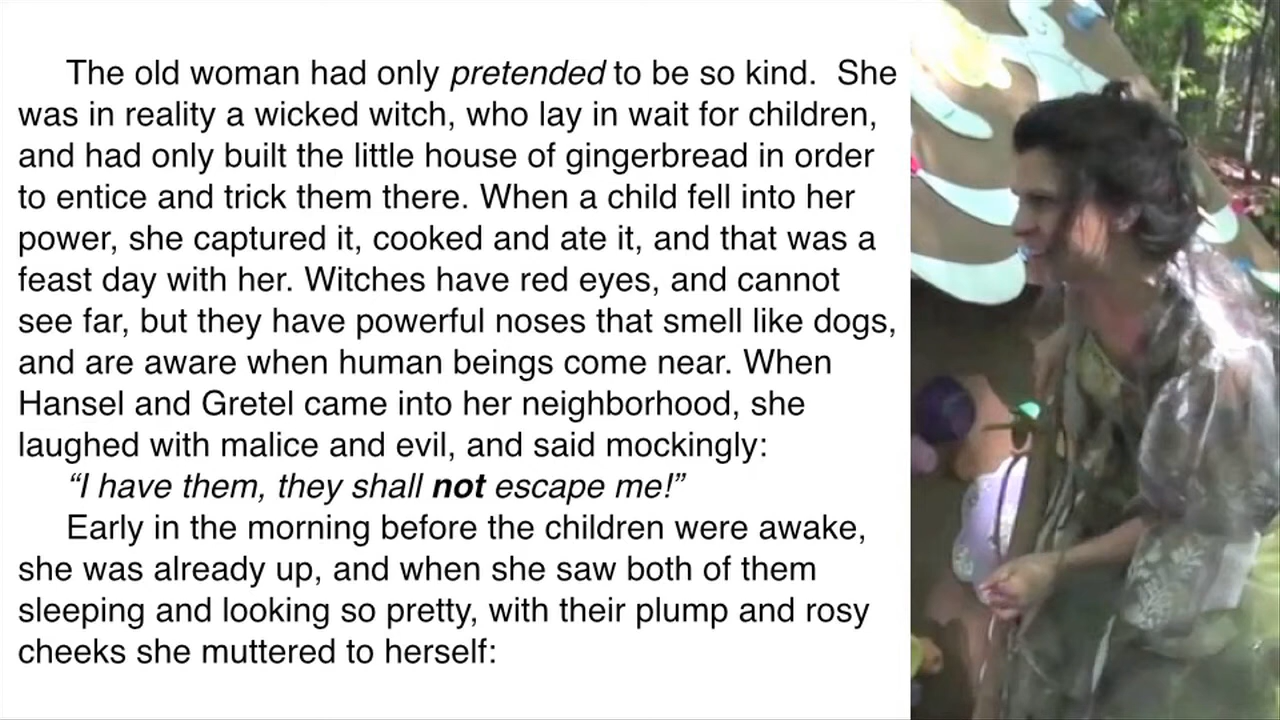 The old woman had only pretended to be so kind.  She
was in reality a wicked witch, who lay in wait for children,
and had only built the little house of gingerbread in order
to entice and trick them there. When a child fell into her
power, she captured it, cooked and ate it, and that was a
feast day with her. Witches have red eyes, and cannot
see far, but they have powerful noses that smell like dogs,
and are aware when human beings come near. When
Hansel and Gretel came into her neighborhood, she
laughed with malice and evil, and said mockingly:
“I have them, they shall not escape me!”
Early in the morning before the children were awake,
she was already up, and when she saw both of them
sleeping and looking so pretty, with their plump and rosy
cheeks she muttered to herself: